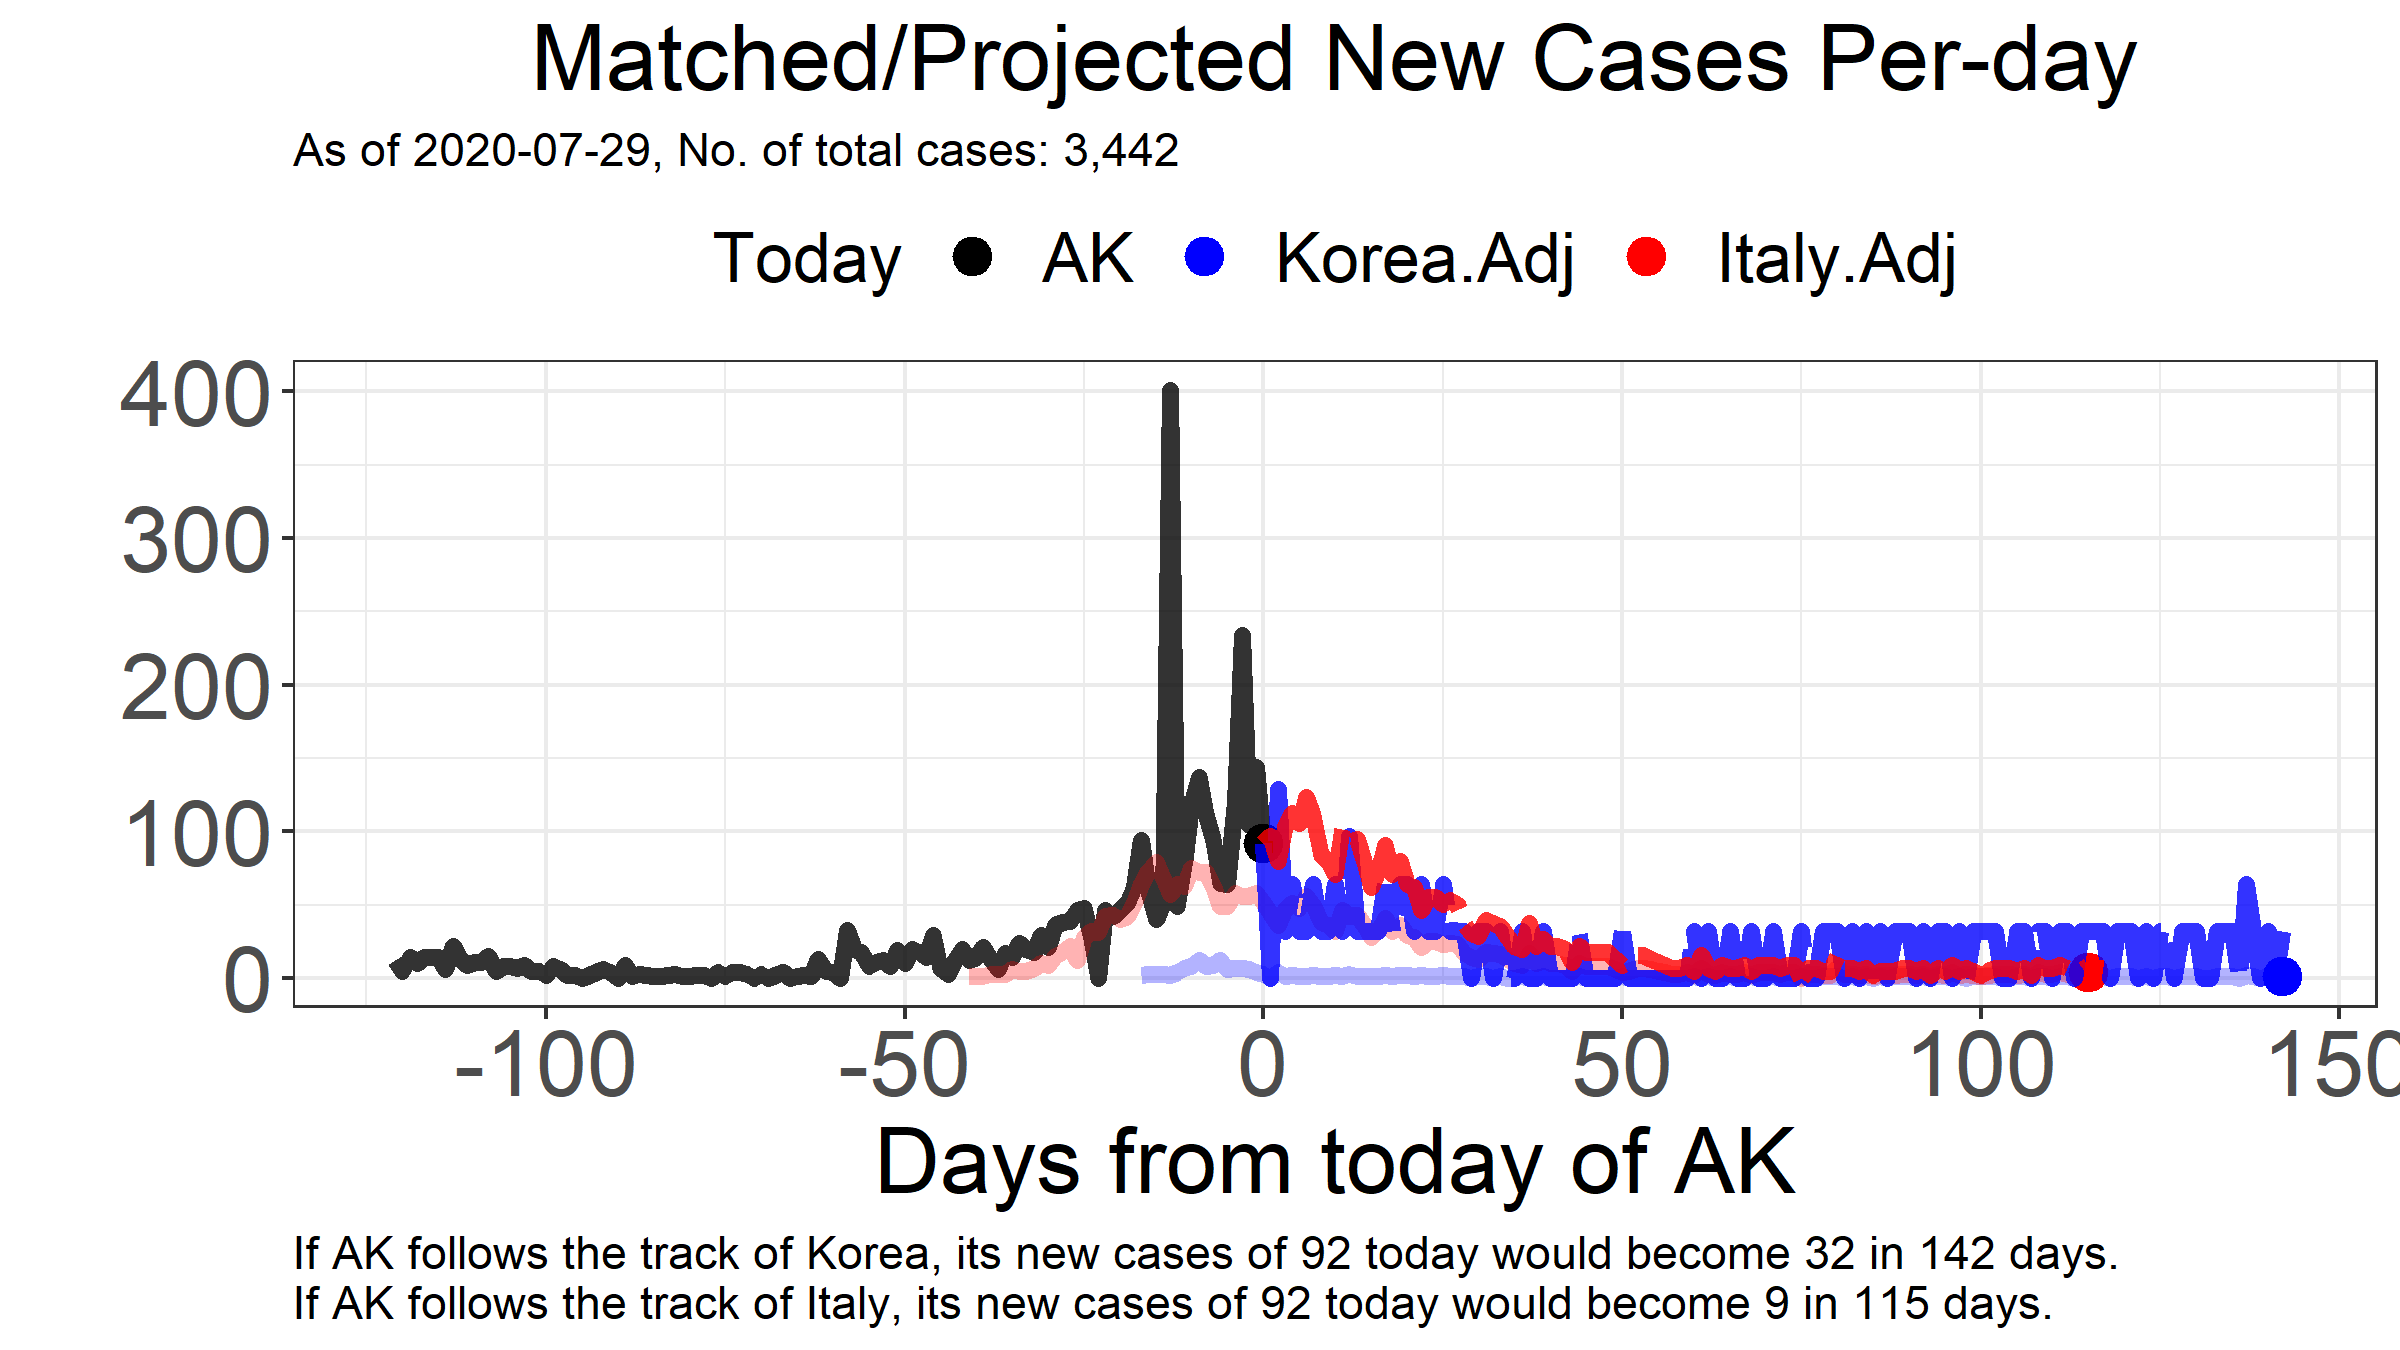 Matched/Projected New Cases Per-day
As of 2020-07-29, No. of total cases: 3,442
Today AK Korea.Adj Italy.Adj
400
300
200
100
0
-100 -50 0 50 100 150
Days from today of AK
If AK follows the track of Korea, its new cases of 92 today would become 32 in 142 days.
If AK follows the track of Italy, its new cases of 92 today would become 9 in 115 days.